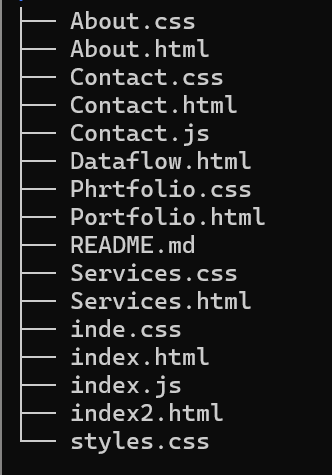 ├── About.css
├── About.html
├── Contact.css
├── Contact.html
├── Contact.js
├── Dataflow.html
├── Phrtfolio.css
├── Portfolio.html
├── README.md
├── Services.css
├── Services.html
├── inde.css
├── index.html
├── index.js
├── index2.html
└── styles.css